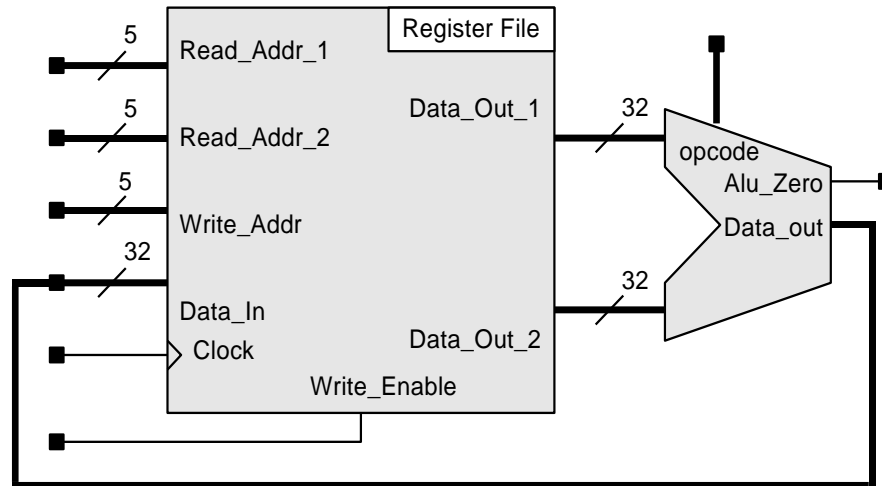 Register File
5
Read_Addr_1
5
Read_Addr_2
5
Write_Addr
32
Data_In
Clock
Write_Enable
Data_Out_1
32
Data_Out_2
32
opcode
Alu_Zero
Data_out